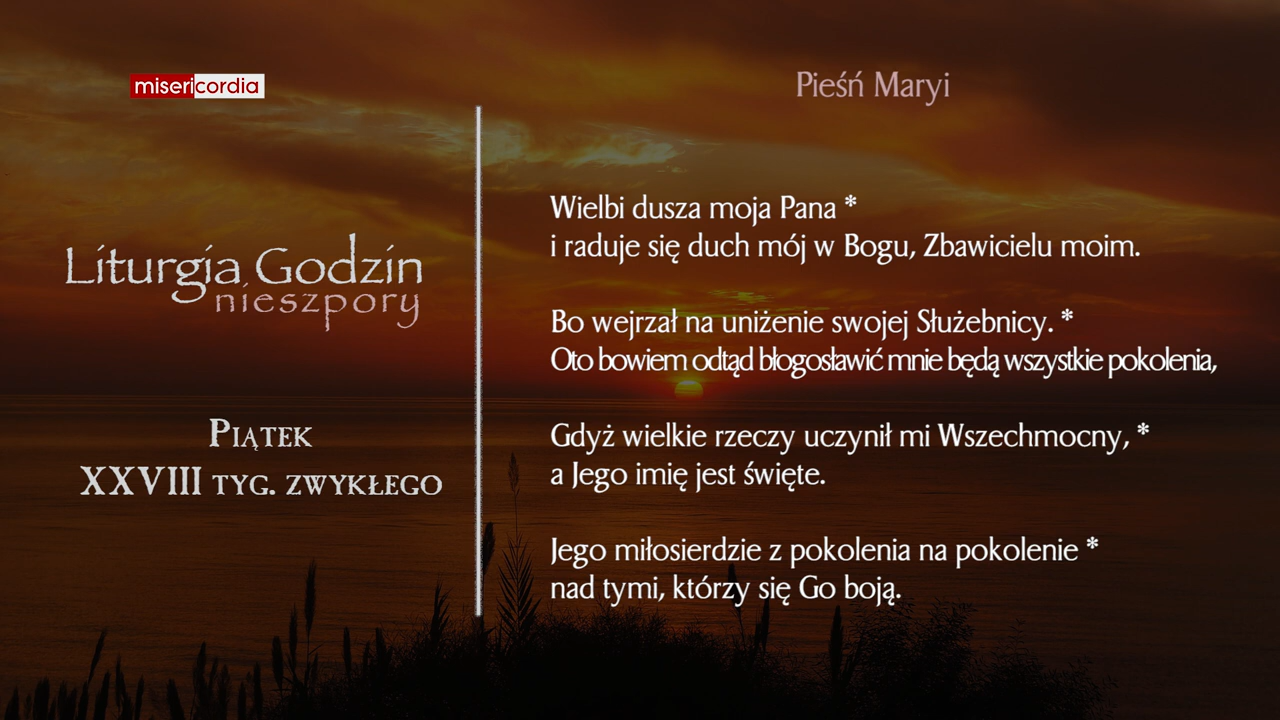 misericordia
Liturgia Godzin
nieszpory
Piątek
XXVIII tyg. zwykłego
Pieśń Maryi
Wielbi dusza moja Pana *
i raduje się duch mój w Bogu, Zbawicielu moim.
Bo wejrzał na uniżenie swojej Służebnicy. *
Oto bowiem odtąd błogosławić mnie będą wszystkie pokolenia,
Gdyż wielkie rzeczy uczynił mi Wszechmocny, *
a Jego imię jest święte.
Jego miłosierdzie z pokolenia na pokolenie *
nad tymi, którzy się Go boją.